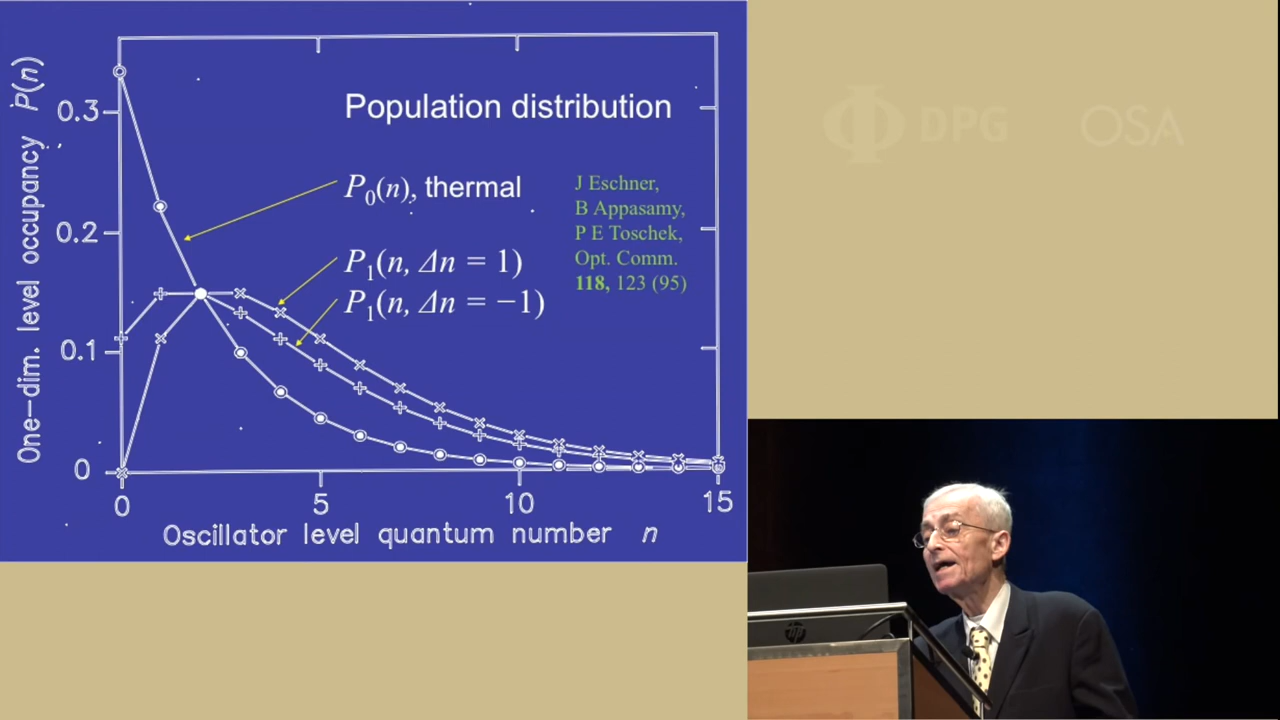 Population distribution
P₀(n), thermal
P₁(n, Δn = 1)
P₁(n, Δn = −1)
J Eschner,
B Appasamy,
P E Toschek,
Opt. Comm.
118, 123 (95)
One-dim. level occupancy P(n)
0.3
0.2
0.1
0
0 5 10 15
Oscillator level quantum number n
DPG OSA
hp